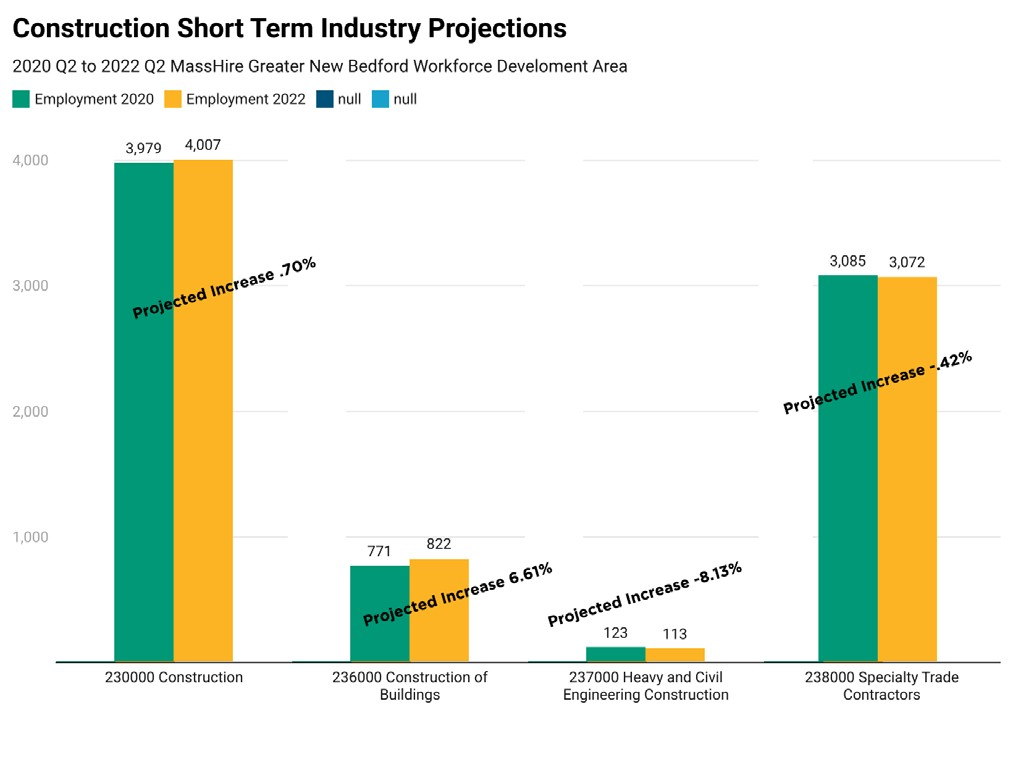 Construction Short Term Industry Projections
2020 Q2 to 2022 Q2 MassHire Greater New Bedford Workforce Develoment Area
Employment 2020 Employment 2022 null null
3,979 4,007
4,000
3,000
2,000
1,000
Projected Increase .70%
771 822
Projected Increase 6.61%
Projected Increase -8.13%
123 113
3,085 3,072
Projected Increase -.42%
230000 Construction
236000 Construction of
Buildings
237000 Heavy and Civil
Engineering Construction
238000 Specialty Trade
Contractors